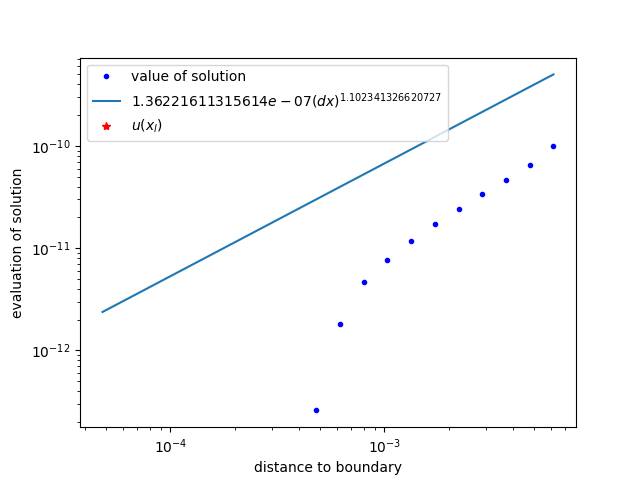 value of solution
1.36221611315614e − 07(dx)^1.102341326620727
u(x_l)
10^−10
10^−11
10^−12
evaluation of solution
10^−4
10^−3
distance to boundary